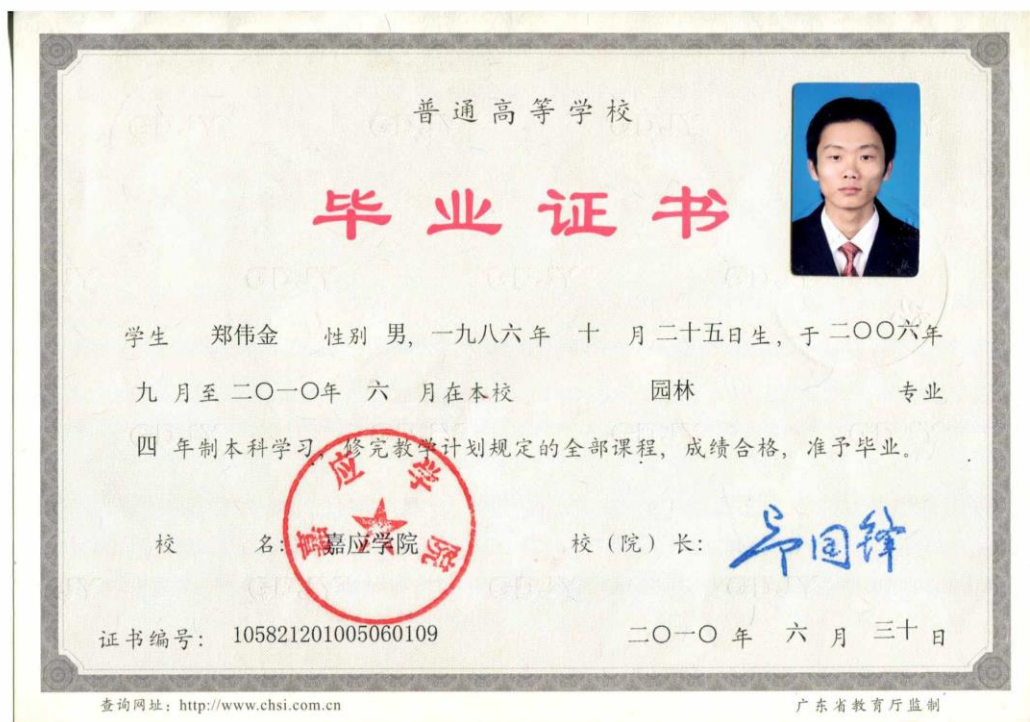 普通高等学校
毕业证书
学生 郑伟金 性别 男, 一九八六年 十 月二十五日生, 于二〇〇六年
九 月至二〇一〇年 六 月在本校 园林 专业
四 年制本科学习, 修完教学计划规定的全部课程, 成绩合格, 准予毕业。
嘉应学院
校 名: 嘉应学院 校（院）长:
证书编号: 105821201005060109 二〇一〇年 六 月 三十 日
查询网址: http://www.chsi.com.cn 广东省教育厅监制